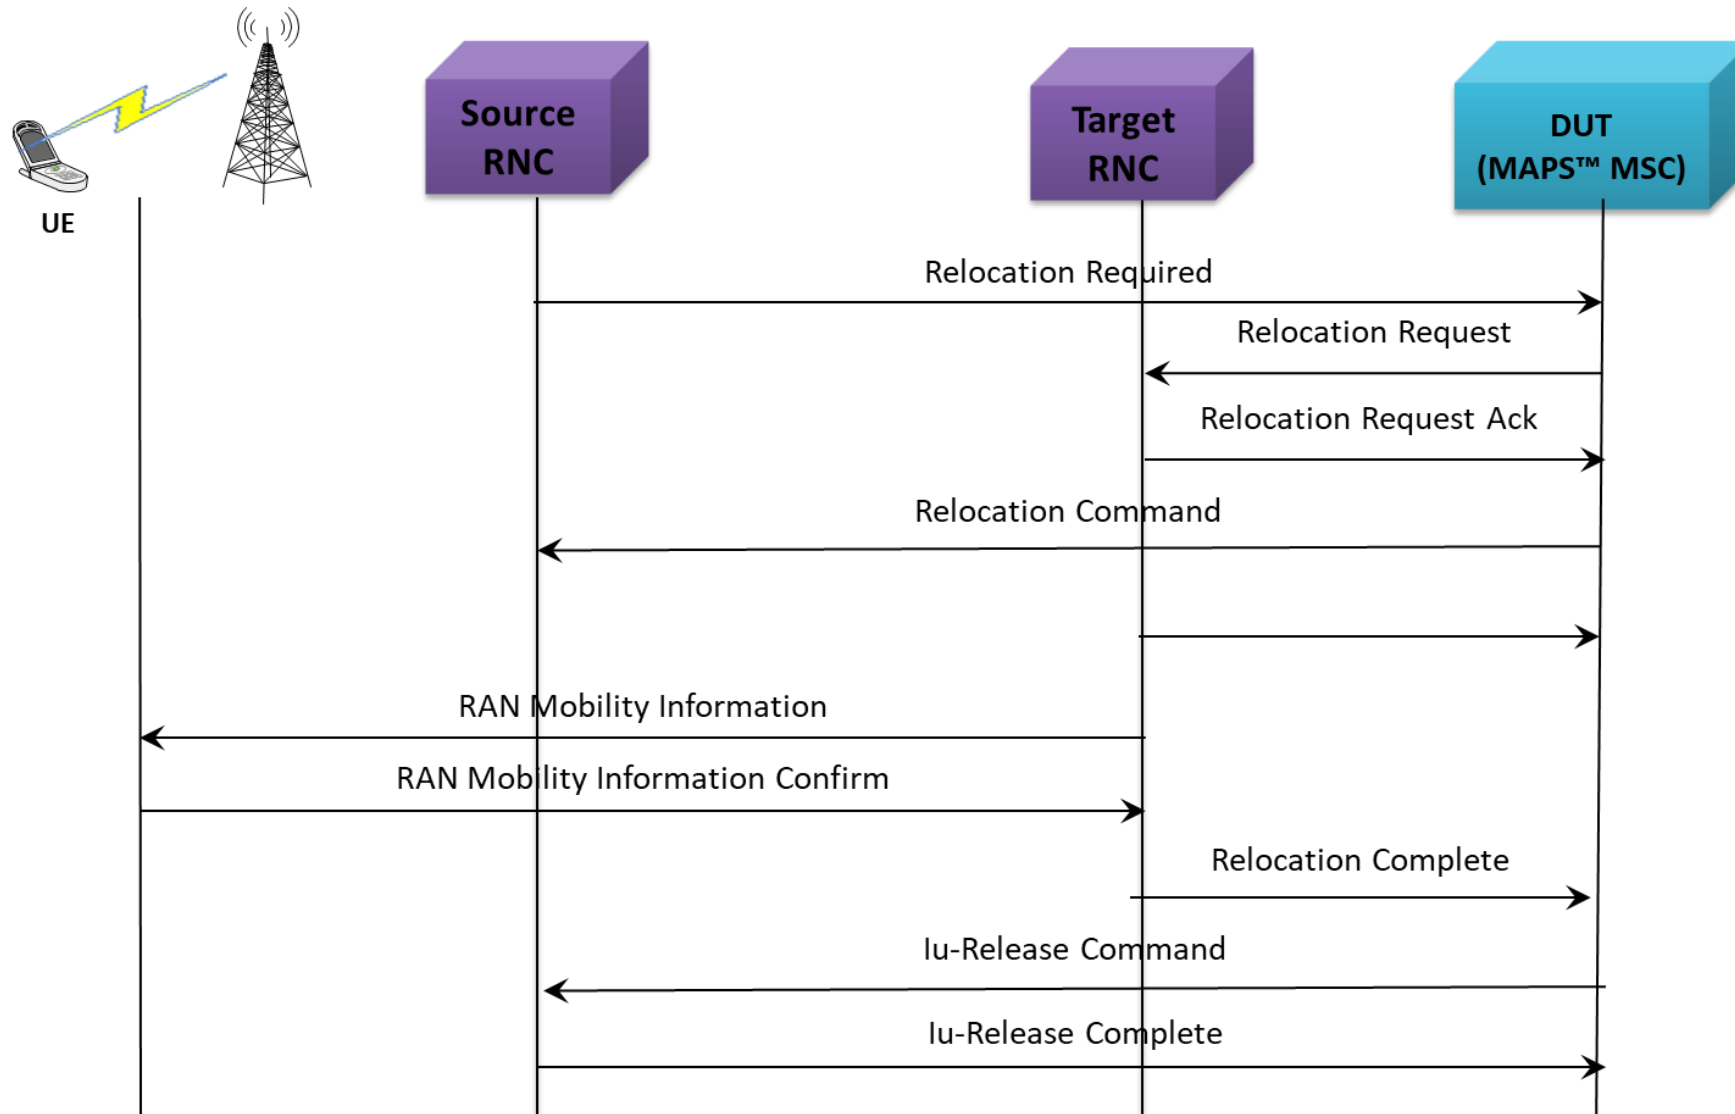 UE
Source
RNC
Target
RNC
DUT
(MAPS™ MSC)
Relocation Required
Relocation Request
Relocation Request Ack
Relocation Command
RAN Mobility Information
RAN Mobility Information Confirm
Relocation Complete
Iu-Release Command
Iu-Release Complete